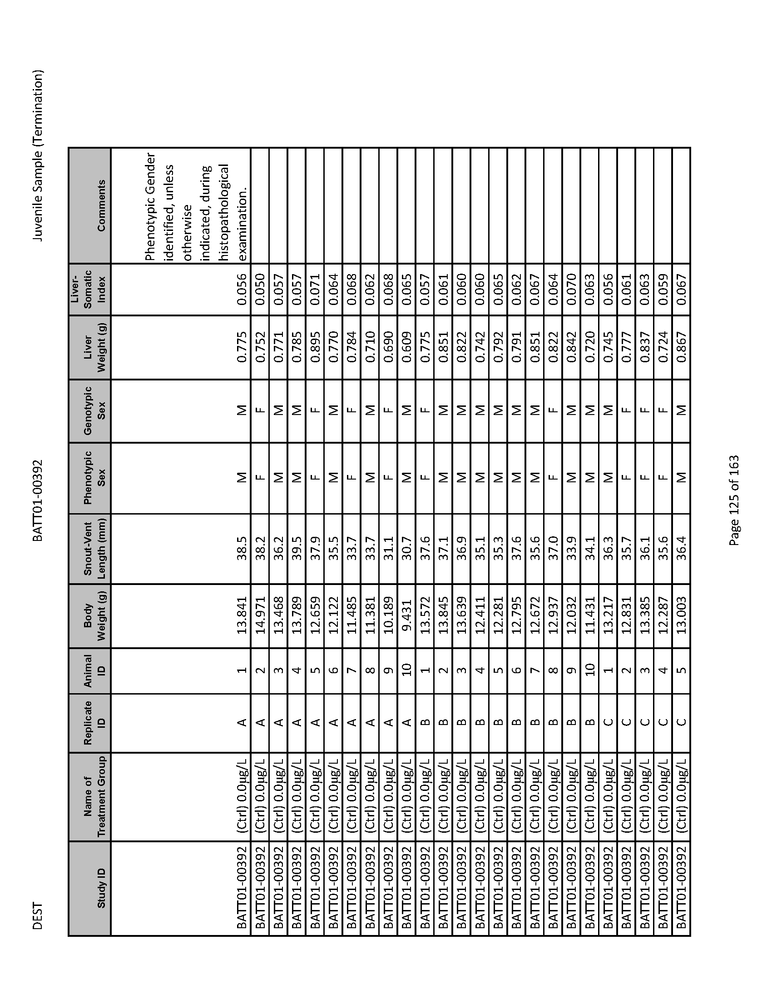 DEST BATT01-00392 Juvenile Sample (Termination)
Study ID Name of Treatment Group Replicate ID Animal ID Body Weight (g) Snout-Vent Length (mm) Phenotypic Sex Genotypic Sex Liver Weight (g) Liver-Somatic Index Comments
Phenotypic Gender
identified, unless
otherwise
indicated, during
histopathological
BATT01-00392 (Ctrl) 0.0µg/L A 1 13.841 38.5 M M 0.775 0.056 examination.
BATT01-00392 (Ctrl) 0.0µg/L A 2 14.971 38.2 F F 0.752 0.050
BATT01-00392 (Ctrl) 0.0µg/L A 3 13.468 36.2 M M 0.771 0.057
BATT01-00392 (Ctrl) 0.0µg/L A 4 13.789 39.5 M M 0.785 0.057
BATT01-00392 (Ctrl) 0.0µg/L A 5 12.659 37.9 F F 0.895 0.071
BATT01-00392 (Ctrl) 0.0µg/L A 6 12.122 35.5 M M 0.770 0.064
BATT01-00392 (Ctrl) 0.0µg/L A 7 11.485 33.7 F F 0.784 0.068
BATT01-00392 (Ctrl) 0.0µg/L A 8 11.381 33.7 M M 0.710 0.062
BATT01-00392 (Ctrl) 0.0µg/L A 9 10.189 31.1 F F 0.690 0.068
BATT01-00392 (Ctrl) 0.0µg/L A 10 9.431 30.7 M M 0.609 0.065
BATT01-00392 (Ctrl) 0.0µg/L B 1 13.572 37.6 F F 0.775 0.057
BATT01-00392 (Ctrl) 0.0µg/L B 2 13.845 37.1 M M 0.851 0.061
BATT01-00392 (Ctrl) 0.0µg/L B 3 13.639 36.9 M M 0.822 0.060
BATT01-00392 (Ctrl) 0.0µg/L B 4 12.411 35.1 M M 0.742 0.060
BATT01-00392 (Ctrl) 0.0µg/L B 5 12.281 35.3 M M 0.792 0.065
BATT01-00392 (Ctrl) 0.0µg/L B 6 12.795 37.6 M M 0.791 0.062
BATT01-00392 (Ctrl) 0.0µg/L B 7 12.672 35.6 M M 0.851 0.067
BATT01-00392 (Ctrl) 0.0µg/L B 8 12.937 37.0 F F 0.822 0.064
BATT01-00392 (Ctrl) 0.0µg/L B 9 12.032 33.9 M M 0.842 0.070
BATT01-00392 (Ctrl) 0.0µg/L B 10 11.431 34.1 M M 0.720 0.063
BATT01-00392 (Ctrl) 0.0µg/L C 1 13.217 36.3 M M 0.745 0.056
BATT01-00392 (Ctrl) 0.0µg/L C 2 12.831 35.7 F F 0.777 0.061
BATT01-00392 (Ctrl) 0.0µg/L C 3 13.385 36.1 F F 0.837 0.063
BATT01-00392 (Ctrl) 0.0µg/L C 4 12.287 35.6 F F 0.724 0.059
BATT01-00392 (Ctrl) 0.0µg/L C 5 13.003 36.4 M M 0.867 0.067
Page 125 of 163